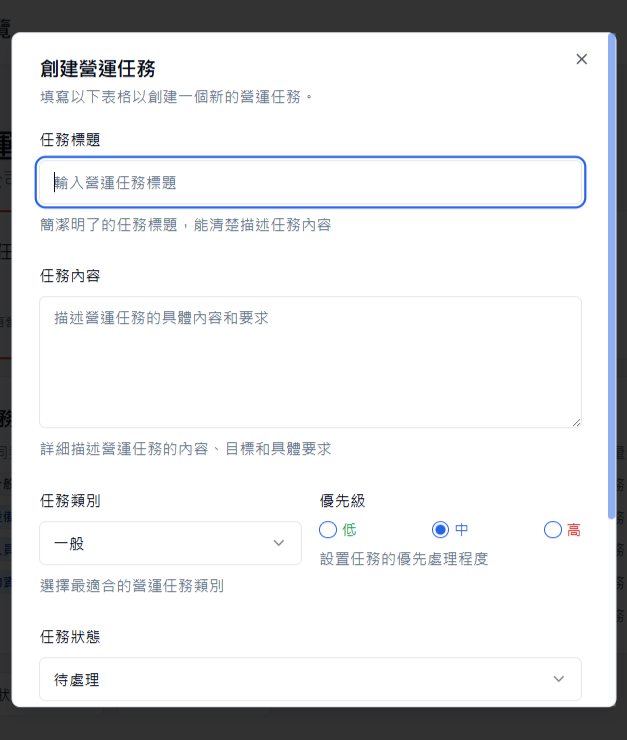 創建營運任務
填寫以下表格以創建一個新的營運任務。
任務標題
輸入營運任務標題
簡潔明了的任務標題，能清楚描述任務內容
任務內容
描述營運任務的具體內容和要求
詳細描述營運任務的內容、目標和具體要求
任務類別
優先級
一般
低
中
高
設置任務的優先處理程度
選擇最適合的營運任務類別
任務狀態
待處理